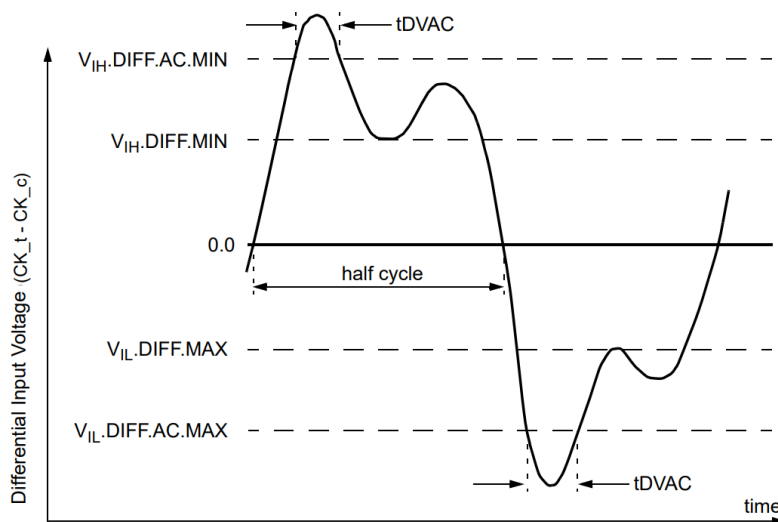 tDVAC
VIH.DIFF.AC.MIN
VIH.DIFF.MIN
0.0
half cycle
VIL.DIFF.MAX
VIL.DIFF.AC.MAX
tDVAC
time
Differential Input Voltage (CK_t - CK_c)